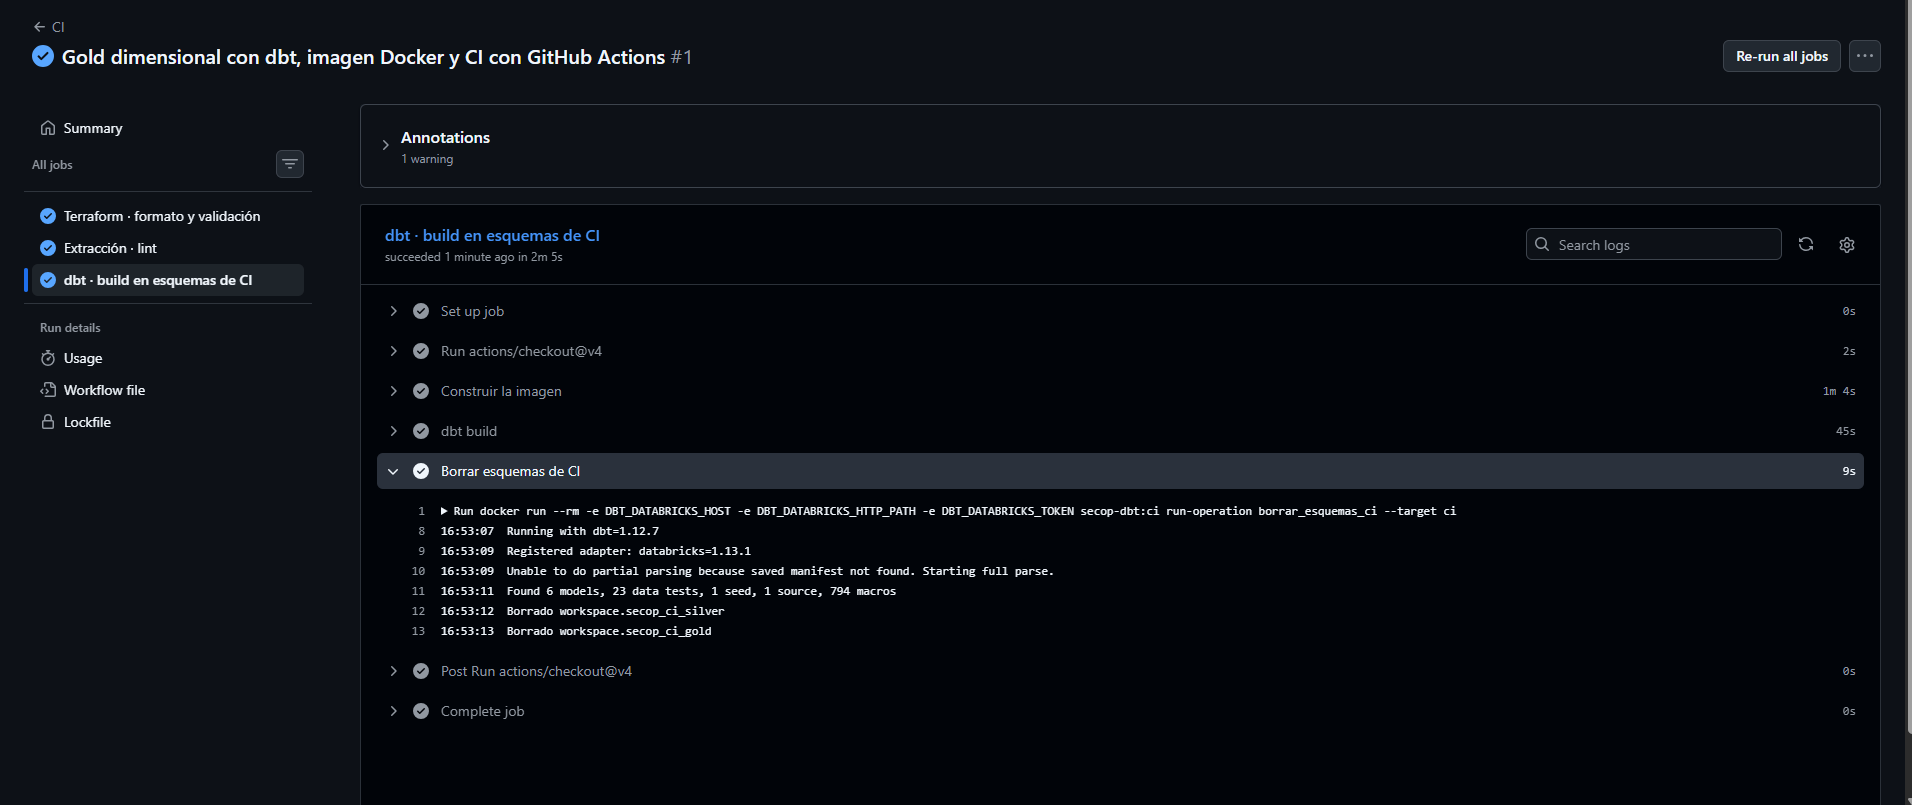 ← CI
Gold dimensional con dbt, imagen Docker y CI con GitHub Actions #1
Re-run all jobs
Summary
All jobs
Terraform · formato y validación
Extracción · lint
dbt · build en esquemas de CI
Run details
Usage
Workflow file
Lockfile
Annotations
1 warning
dbt · build en esquemas de CI
succeeded 1 minute ago in 2m 5s
Search logs
Set up job 0s
Run actions/checkout@v4 2s
Construir la imagen 1m 4s
dbt build 45s
Borrar esquemas de CI 9s
1 ▶ Run docker run --rm -e DBT_DATABRICKS_HOST -e DBT_DATABRICKS_HTTP_PATH -e DBT_DATABRICKS_TOKEN secop-dbt:ci run-operation borrar_esquemas_ci --target ci
8 16:53:07 Running with dbt=1.12.7
9 16:53:09 Registered adapter: databricks=1.13.1
10 16:53:09 Unable to do partial parsing because saved manifest not found. Starting full parse.
11 16:53:11 Found 6 models, 23 data tests, 1 seed, 1 source, 794 macros
12 16:53:12 Borrado workspace.secop_ci_silver
13 16:53:13 Borrado workspace.secop_ci_gold
Post Run actions/checkout@v4 0s
Complete job 0s